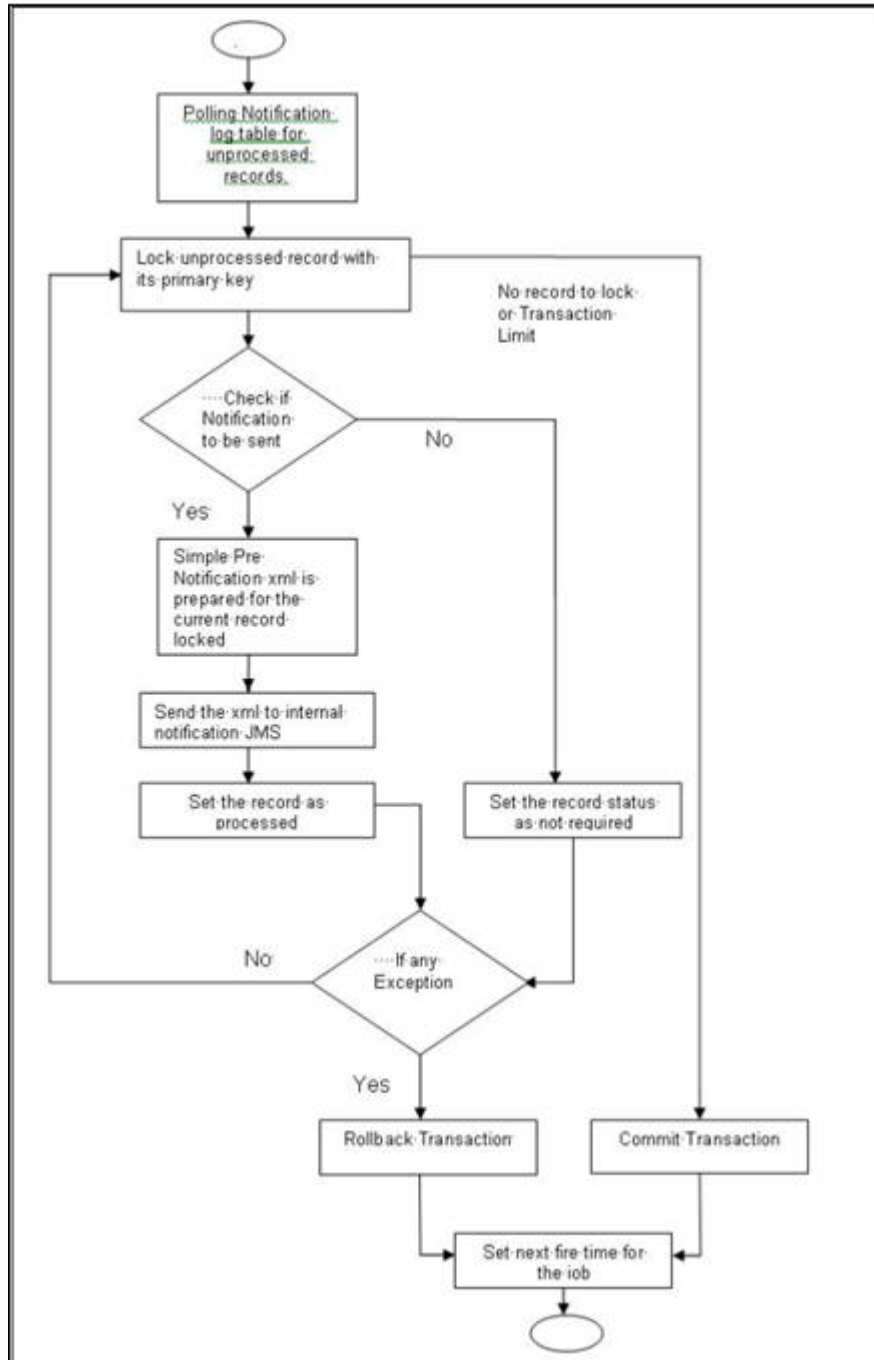 Polling Notification
log table for
unprocessed
records.
Lock unprocessed record with
its primary key
No record to lock
or Transaction
Limit
Check if
Notification
to be sent
No
Yes
Simple Pre
Notification xml is
prepared for the
current record
locked
Send the xml to internal
notification JMS
Set the record as
processed
Set the record status
as not required
No
If any
Exception
Yes
Rollback Transaction
Commit Transaction
Set next fire time for
the job